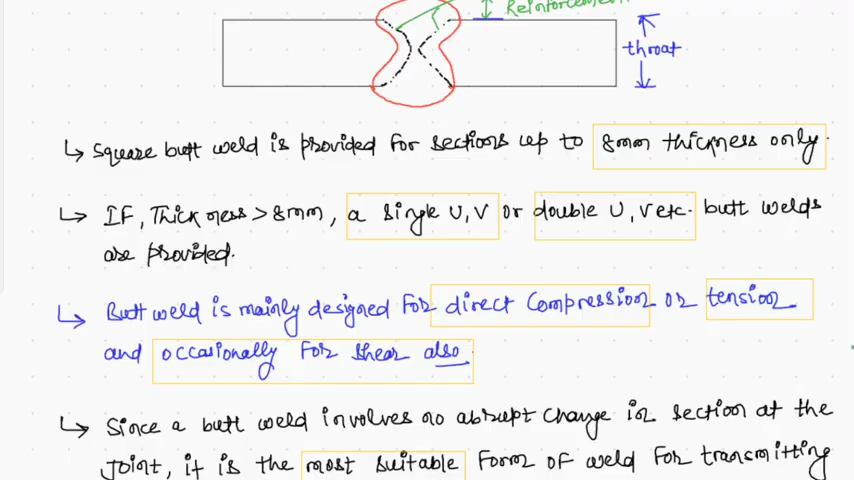 Reinforcement
throat
↳ Square butt weld is provided for sections up to 8mm thickness only.
↳ IF, Thickness > 8mm, a single U, V or double U, V etc. butt welds
are provided.
↳ Butt weld is mainly designed for direct compression or tension
and occasionally for shear also
↳ Since a butt weld involves no abrupt change in section at the
joint, it is the most suitable form of weld for transmitting